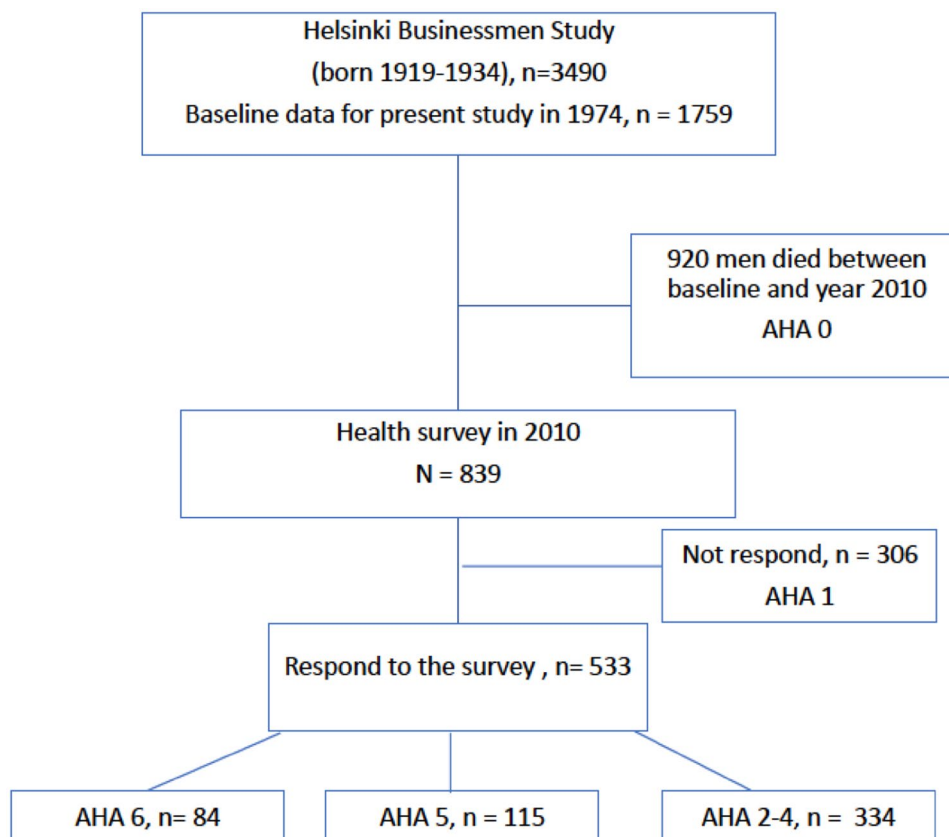 Helsinki Businessmen Study
(born 1919-1934), n=3490
Baseline data for present study in 1974, n = 1759
920 men died between
baseline and year 2010
AHA 0
Health survey in 2010
N = 839
Not respond, n = 306
AHA 1
Respond to the survey , n= 533
AHA 6, n= 84
AHA 5, n = 115
AHA 2-4, n =  334